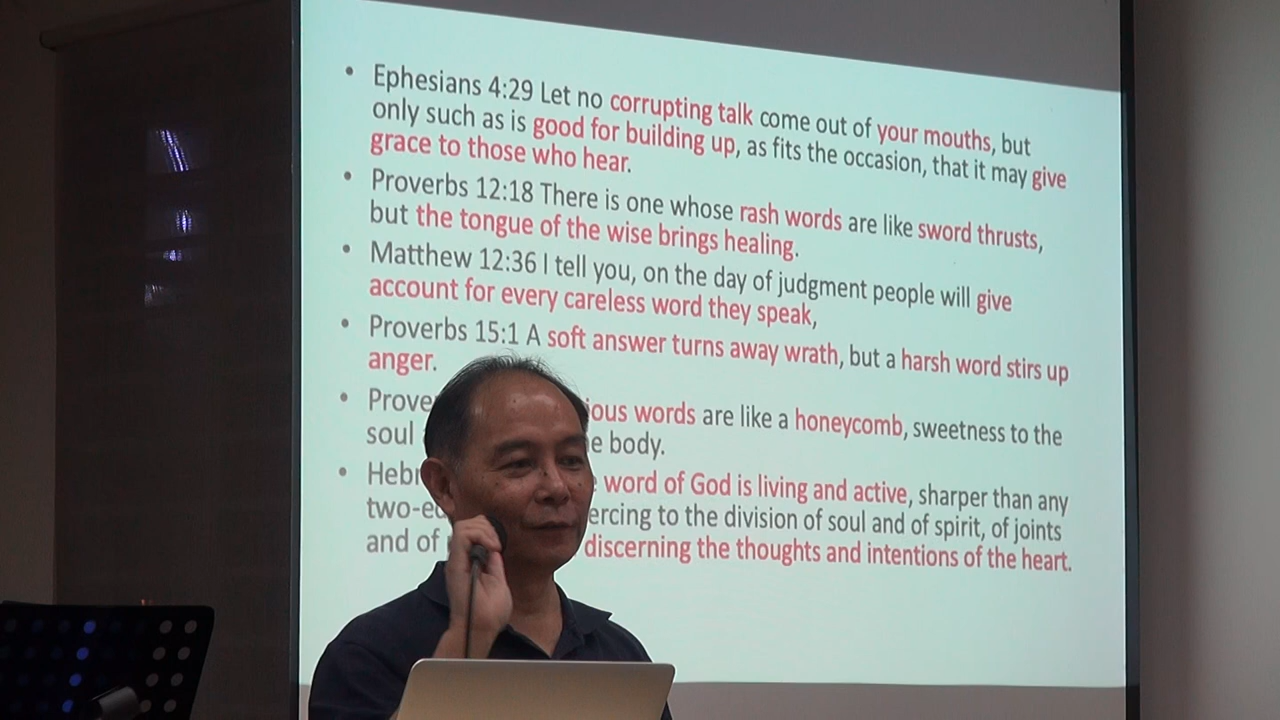 • Ephesians 4:29 Let no corrupting talk come out of your mouths, but
only such as is good for building up, as fits the occasion, that it may give
grace to those who hear.
• Proverbs 12:18 There is one whose rash words are like sword thrusts,
but the tongue of the wise brings healing.
• Matthew 12:36 I tell you, on the day of judgment people will give
account for every careless word they speak,
• Proverbs 15:1 A soft answer turns away wrath, but a harsh word stirs up
anger.
• Prove ious words are like a honeycomb, sweetness to the
soul e body.
• Hebr word of God is living and active, sharper than any
two-e ercing to the division of soul and of spirit, of joints
and of discerning the thoughts and intentions of the heart.